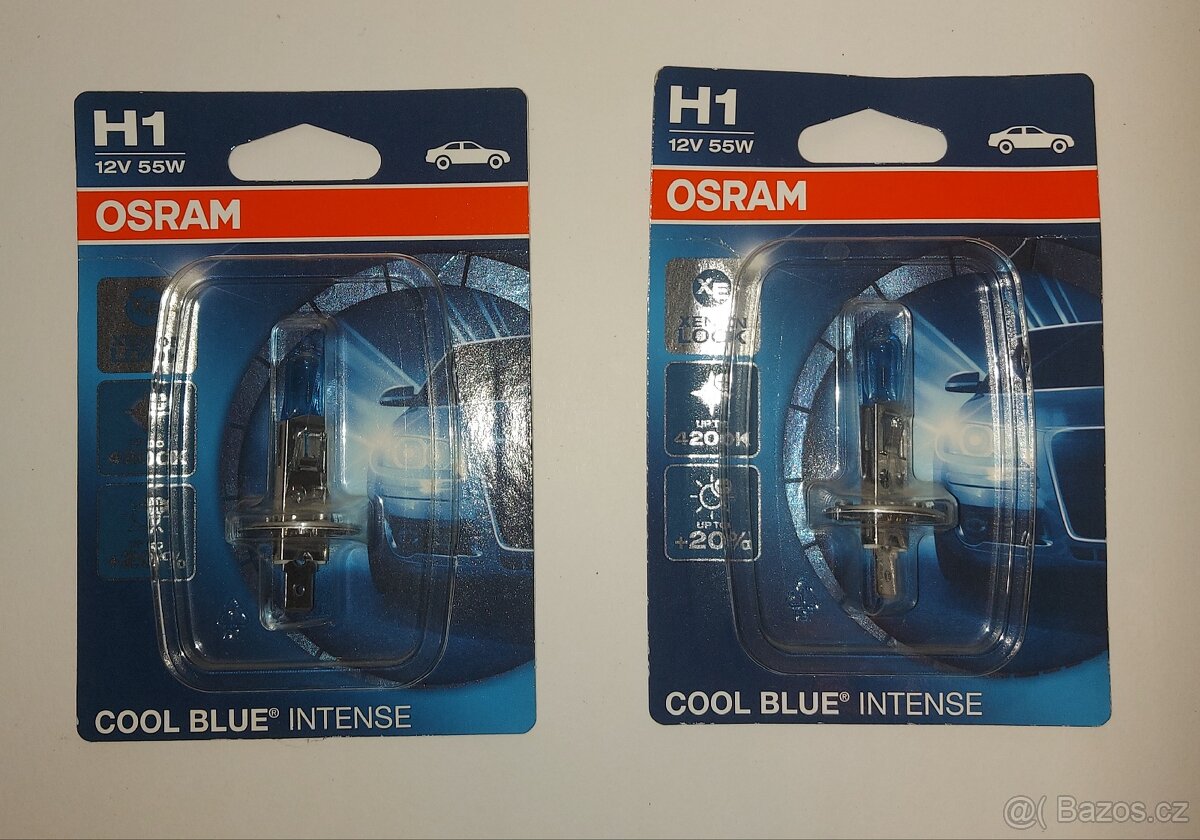 H1
12V 55W
OSRAM
4200K
COOL BLUE® INTENSE
H1
12V 55W
OSRAM
XE
XENON
LOOK
UP TO
4200K
UP TO
+20%
COOL BLUE® INTENSE
@( Bazos.cz